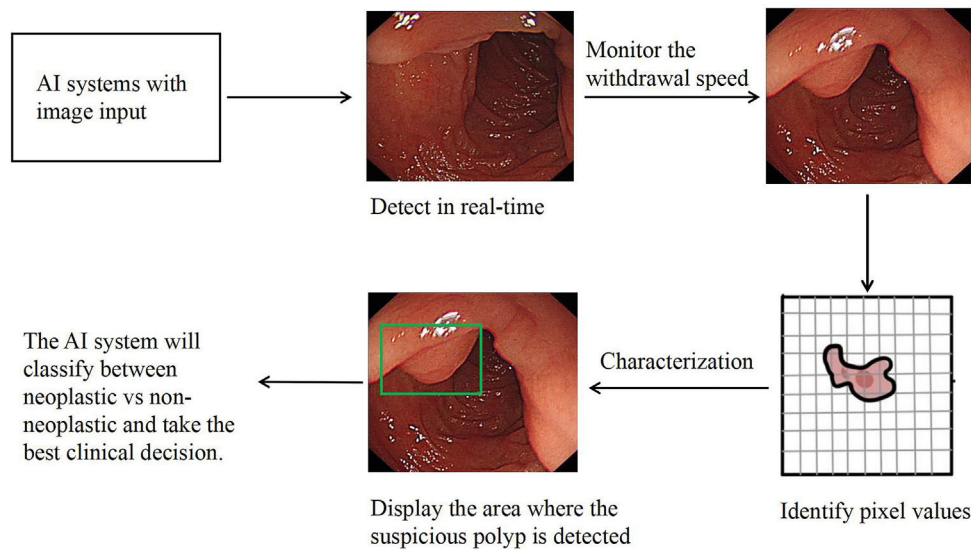 AI systems with
image input
Detect in real-time
Monitor the
withdrawal speed
Identify pixel values
Characterization
Display the area where the
suspicious polyp is detected
The AI system will
classify between
neoplastic vs non-
neoplastic and take the
best clinical decision.